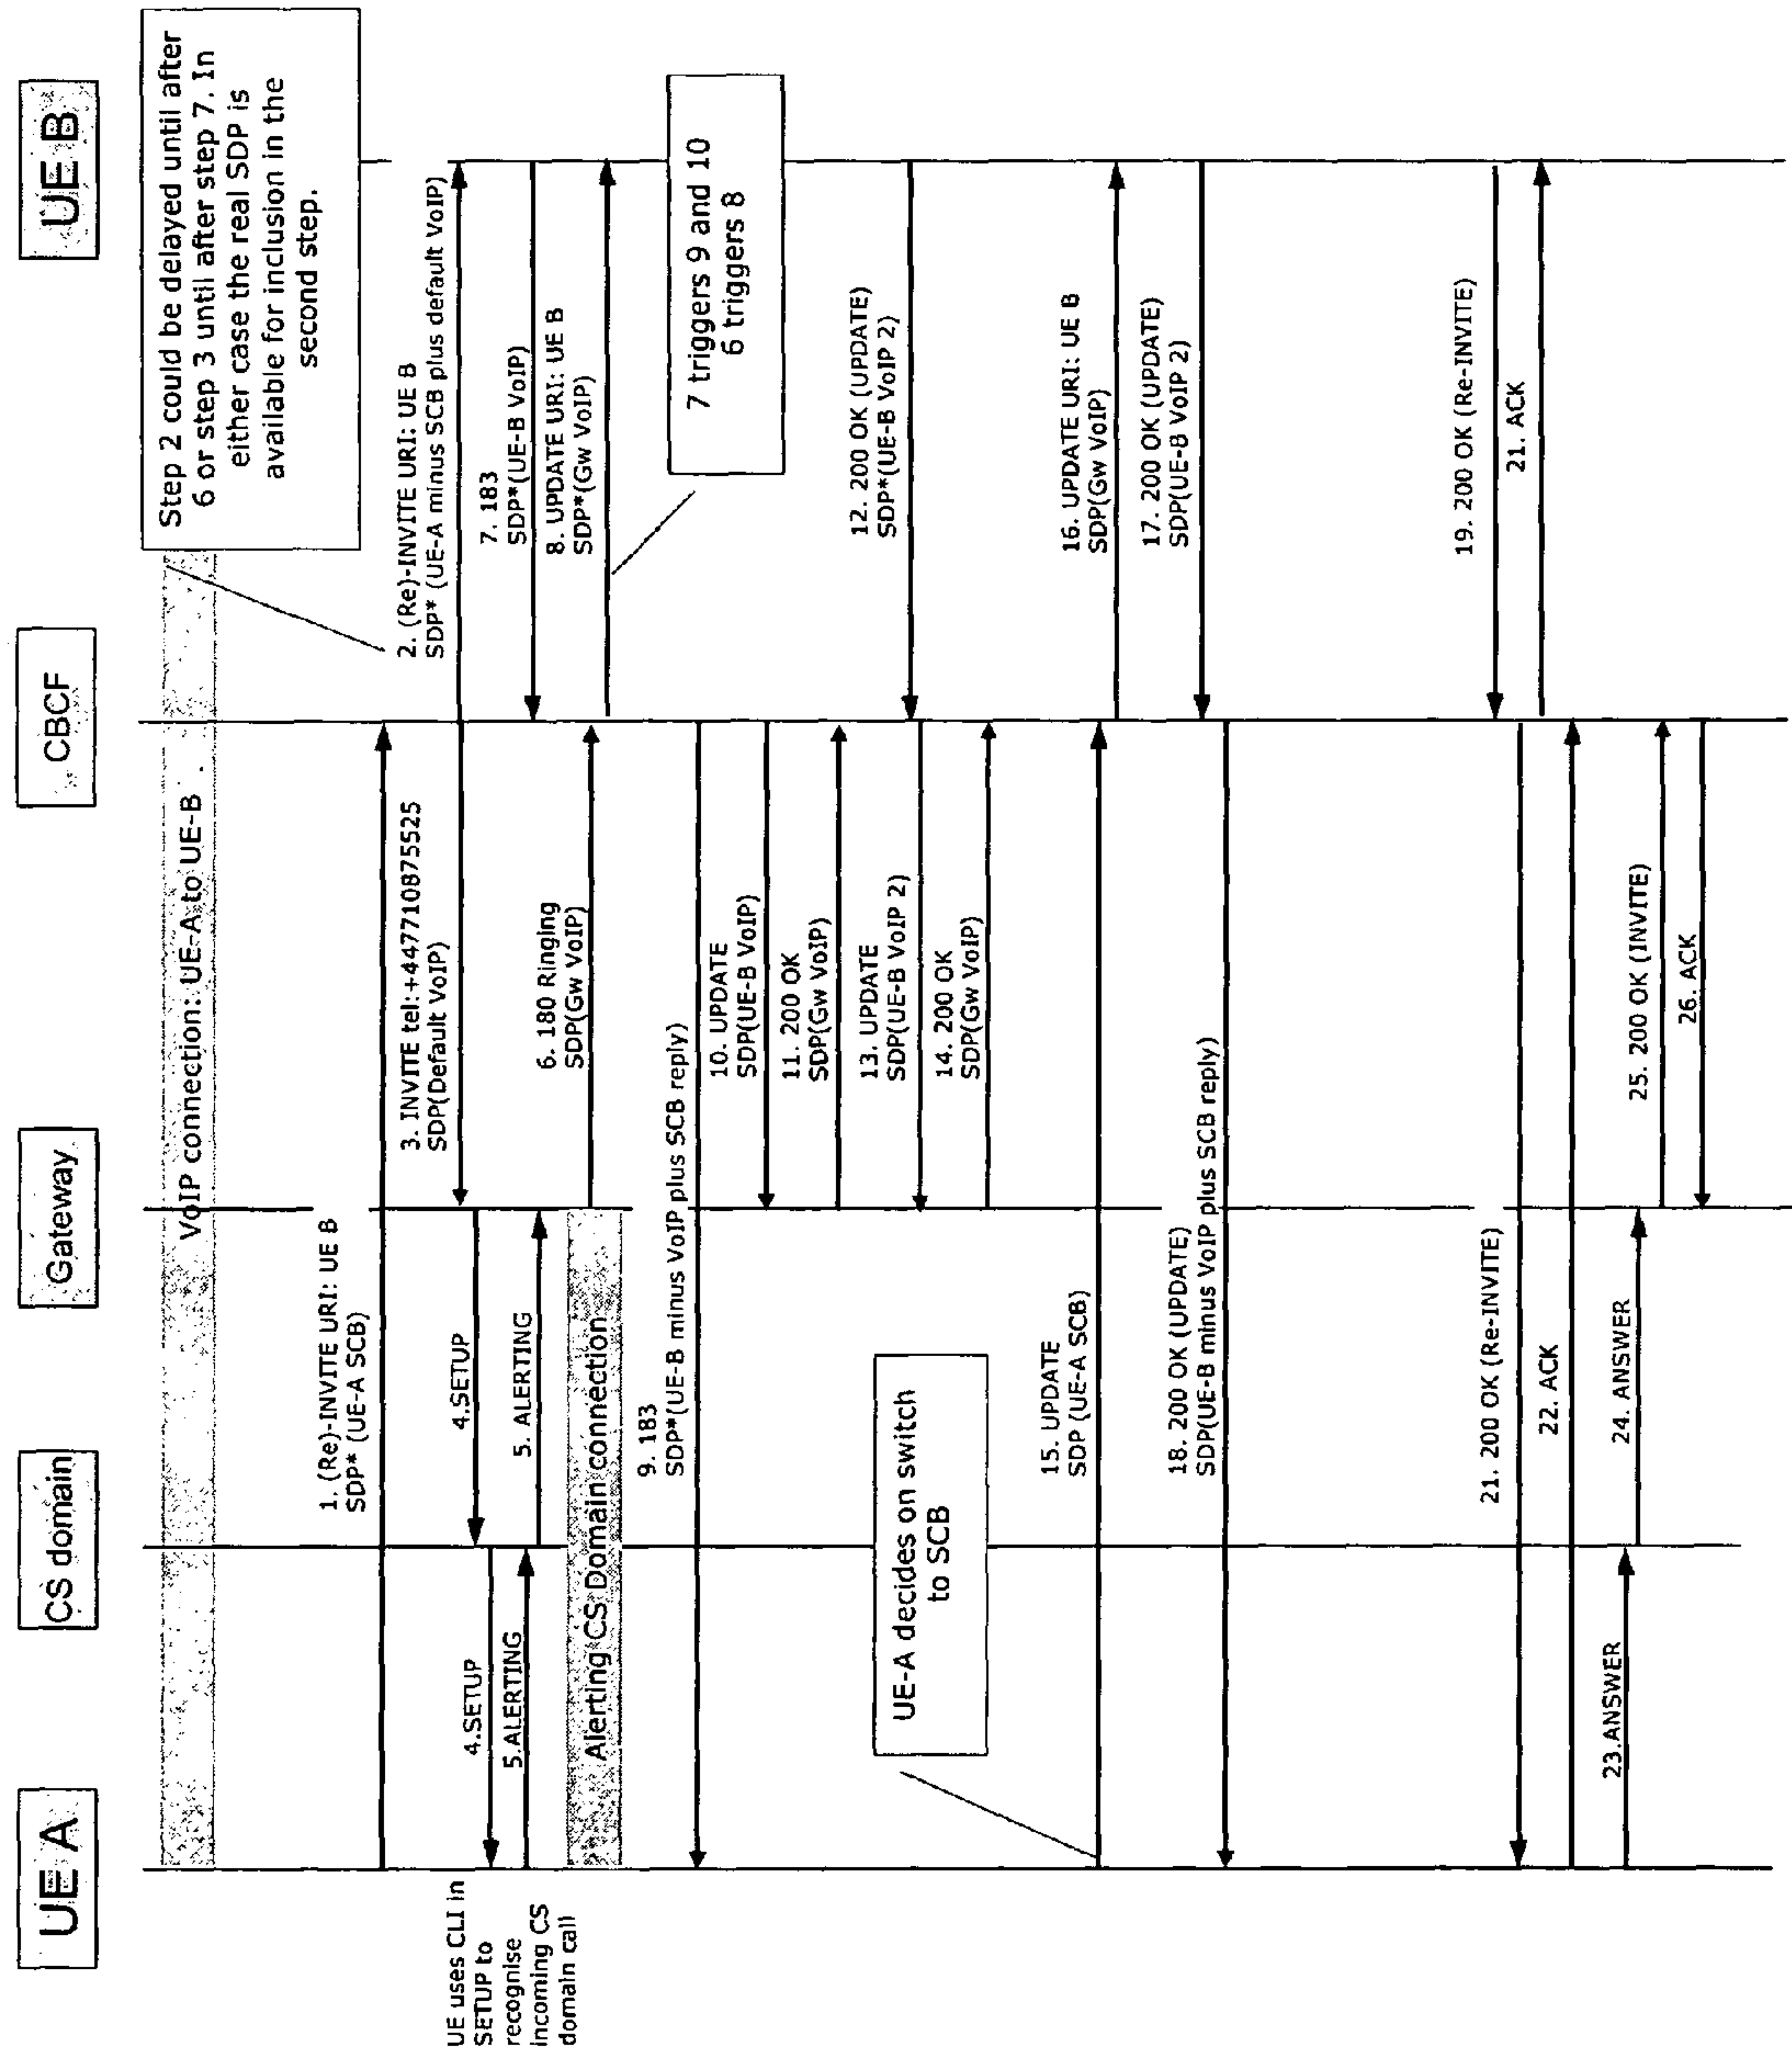 UE A
CS domain
Gateway
CBCF
UE B
VoIP connection: UE-A to UE-B
Step 2 could be delayed until after
6 or step 3 until after step 7. In
either case the real SDP is
available for inclusion in the
second step.
1. (Re)-INVITE URI: UE B
SDP* (UE-A SCB)
2. (Re)-INVITE URI: UE B
SDP* (UE-A minus SCB plus default VoIP)
3. INVITE tel:+447710875525
SDP(Default VoIP)
UE uses CLI in
SETUP to
recognise
incoming CS
domain call
4.SETUP
4.SETUP
5.ALERTING
5. ALERTING
Alerting CS Domain connection
6. 180 Ringing
SDP(Gw VoIP)
7. 183
SDP*(UE-B VoIP)
8. UPDATE URI: UE B
SDP*(Gw VoIP)
7 triggers 9 and 10
6 triggers 8
9. 183
SDP*(UE-B minus VoIP plus SCB reply)
10. UPDATE
SDP(UE-B VoIP)
11. 200 OK
SDP(Gw VoIP)
12. 200 OK (UPDATE)
SDP*(UE-B VoIP 2)
13. UPDATE
SDP(UE-B VoIP 2)
14. 200 OK
SDP(Gw VoIP)
UE-A decides on switch
to SCB
15. UPDATE
SDP (UE-A SCB)
16. UPDATE URI: UE B
SDP(Gw VoIP)
17. 200 OK (UPDATE)
SDP(UE-B VoIP 2)
18. 200 OK (UPDATE)
SDP(UE-B minus VoIP plus SCB reply)
19. 200 OK (Re-INVITE)
21. ACK
21. 200 OK (Re-INVITE)
22. ACK
23.ANSWER
24. ANSWER
25. 200 OK (INVITE)
26. ACK